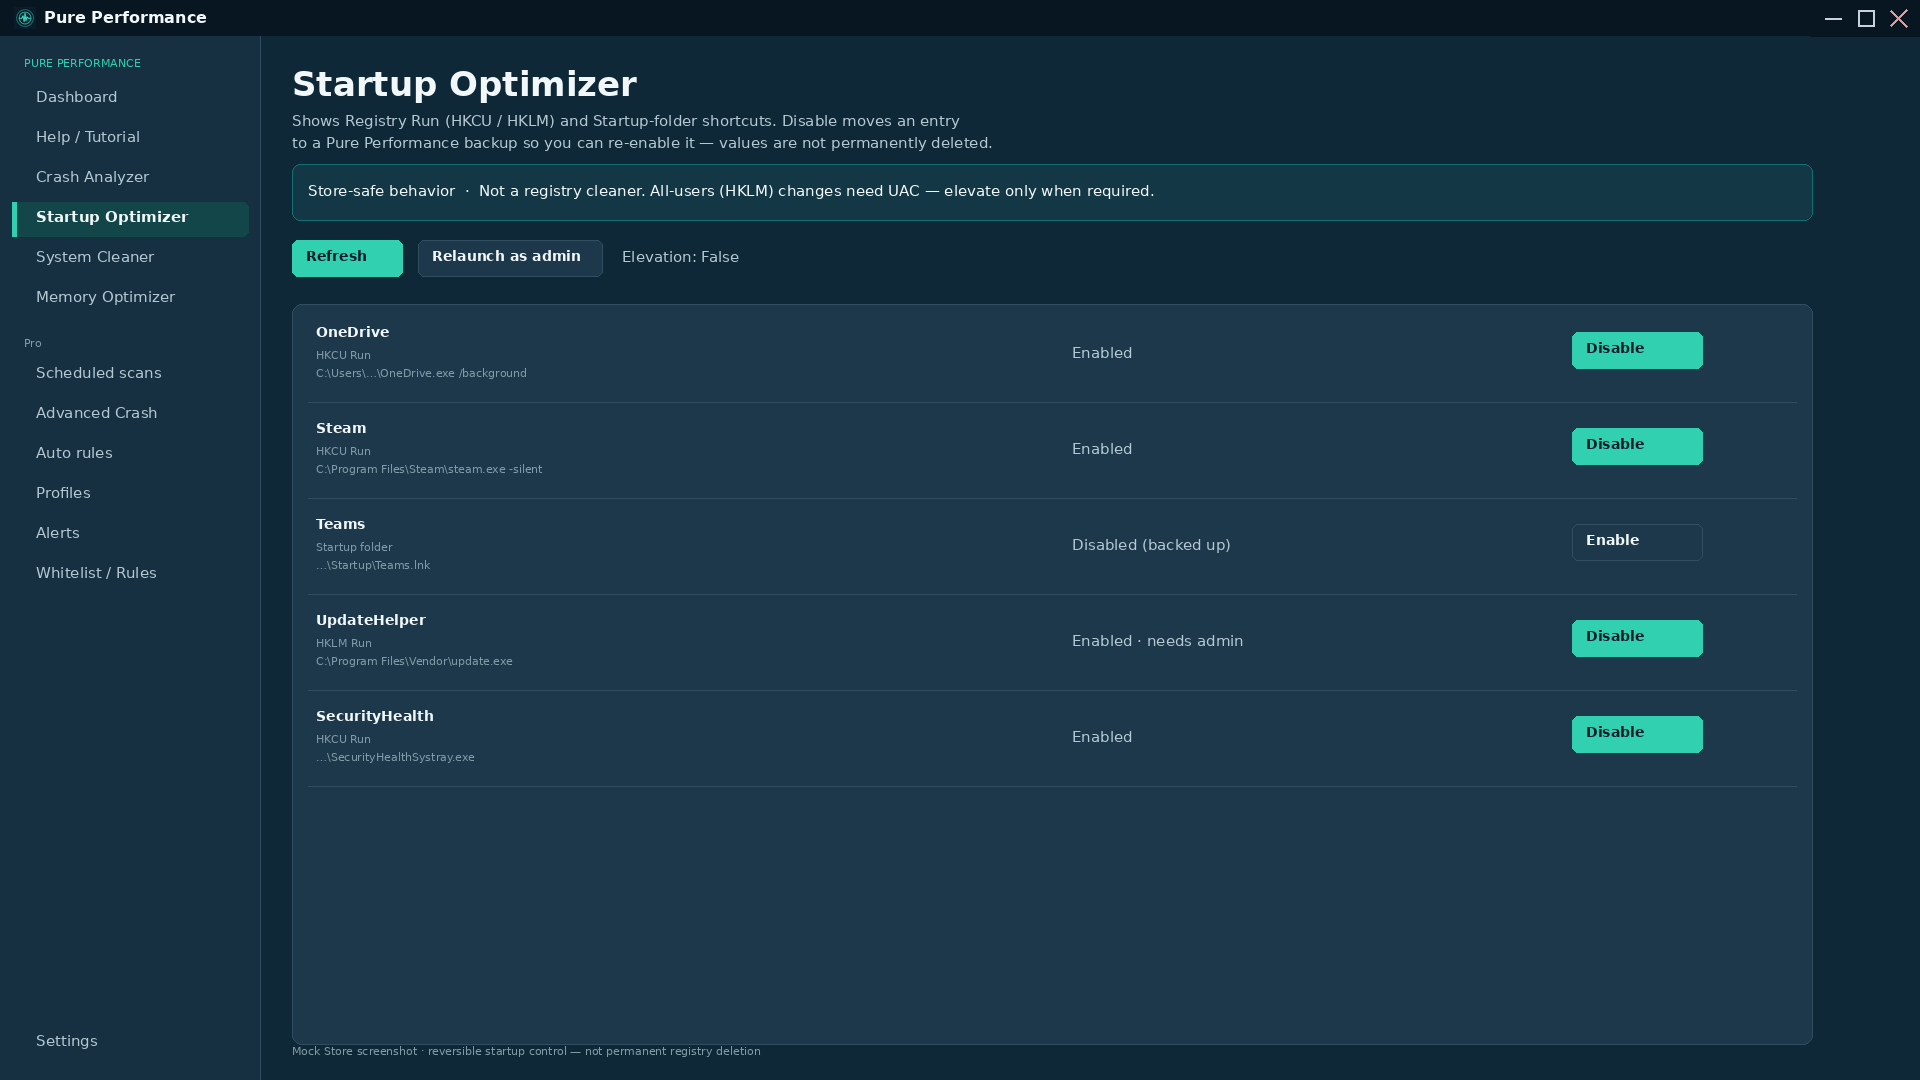 Pure Performance
PURE PERFORMANCE
Dashboard
Help / Tutorial
Crash Analyzer
Startup Optimizer
System Cleaner
Memory Optimizer
Pro
Scheduled scans
Advanced Crash
Auto rules
Profiles
Alerts
Whitelist / Rules
Settings
Startup Optimizer
Shows Registry Run (HKCU / HKLM) and Startup-folder shortcuts. Disable moves an entry
to a Pure Performance backup so you can re-enable it — values are not permanently deleted.
Store-safe behavior · Not a registry cleaner. All-users (HKLM) changes need UAC — elevate only when required.
Refresh Relaunch as admin Elevation: False
OneDrive
HKCU Run
C:\Users\...\OneDrive.exe /background
Enabled
Disable
Steam
HKCU Run
C:\Program Files\Steam\steam.exe -silent
Enabled
Disable
Teams
Startup folder
...\Startup\Teams.lnk
Disabled (backed up)
Enable
UpdateHelper
HKLM Run
C:\Program Files\Vendor\update.exe
Enabled · needs admin
Disable
SecurityHealth
HKCU Run
...\SecurityHealthSystray.exe
Enabled
Disable
Mock Store screenshot · reversible startup control — not permanent registry deletion